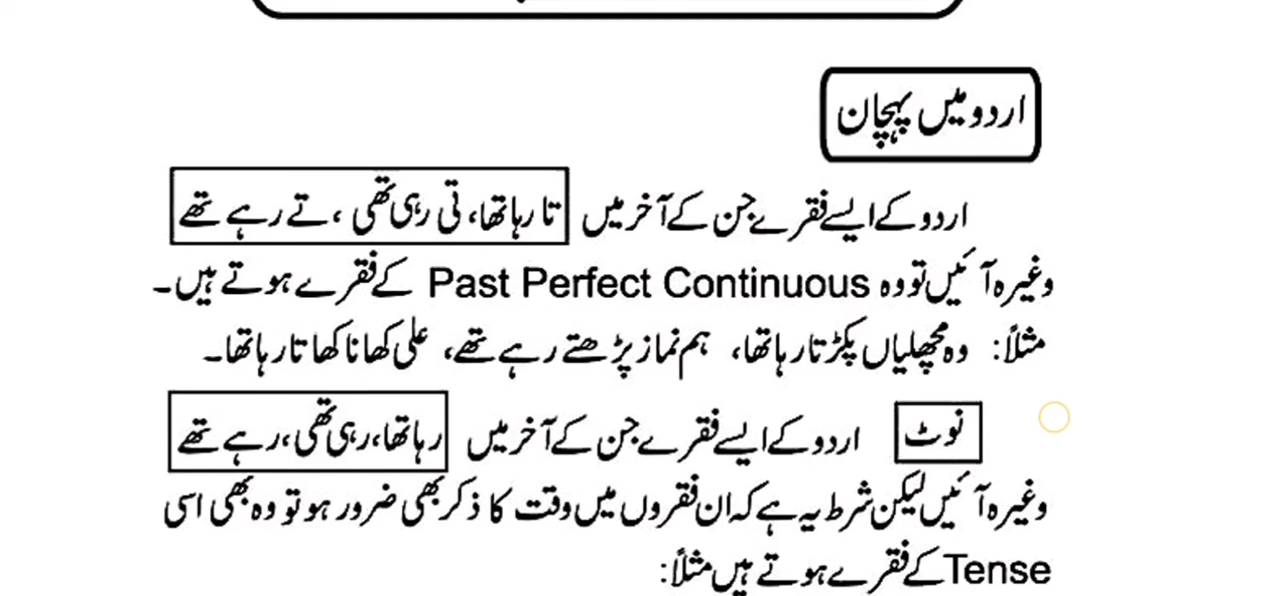 اردو میں پہچان
اردو کے ایسے فقرے جن کے آخر میں تا رہا تھا، تی رہی تھی، تے رہے تھے
وغیرہ آئیں تو وہ Past Perfect Continuous کے فقرے ہوتے ہیں۔
مثلاً: وہ مچھلیاں پکڑتا رہا تھا، ہم نماز پڑھتے رہے تھے، علی کھانا کھاتا رہا تھا۔
نوٹ اردو کے ایسے فقرے جن کے آخر میں رہا تھا، رہی تھی، رہے تھے
وغیرہ آئیں لیکن شرط یہ ہے کہ ان فقروں میں وقت کا ذکر بھی ضرور ہو تو وہ بھی اسی
Tense کے فقرے ہوتے ہیں مثلاً: